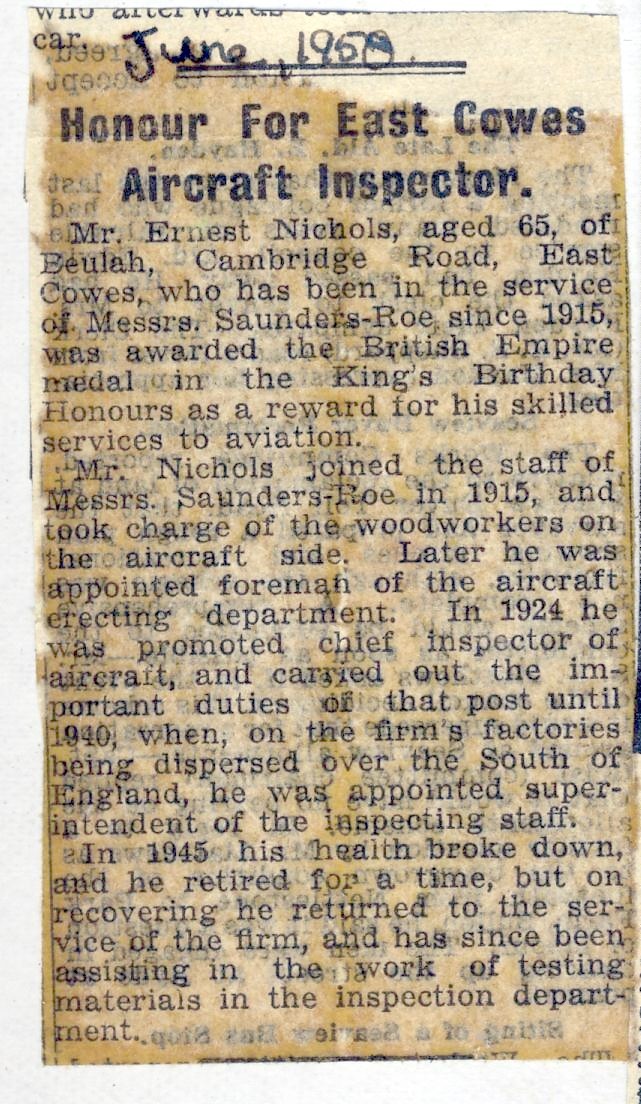 who afterwards took
car.
June,
Honour For East Cowes
Aircraft Inspector.
Mr. Ernest Nichols, aged 65, of
Beulah, Cambridge Road, East
Cowes, who has been in the service
of Messrs. Saunders-Roe since 1915,
was awarded the British Empire
medal in the King's Birthday
Honours as a reward for his skilled
services to aviation.
Mr. Nichols joined the staff of
Messrs. Saunders-Roe in 1915, and
took charge of the woodworkers on
the aircraft side. Later he was
appointed foreman of the aircraft
erecting department. In 1924 he
was promoted chief inspector of
aircraft, and carried out the im-
portant duties of that post until
1940, when, on the firm's factories
being dispersed over the South of
England, he was appointed super-
intendent of the inspecting staff.
In 1945 his health broke down,
and he retired for a time, but on
recovering he returned to the ser-
vice of the firm, and has since been
assisting in the work of testing
materials in the inspection depart-
ment.